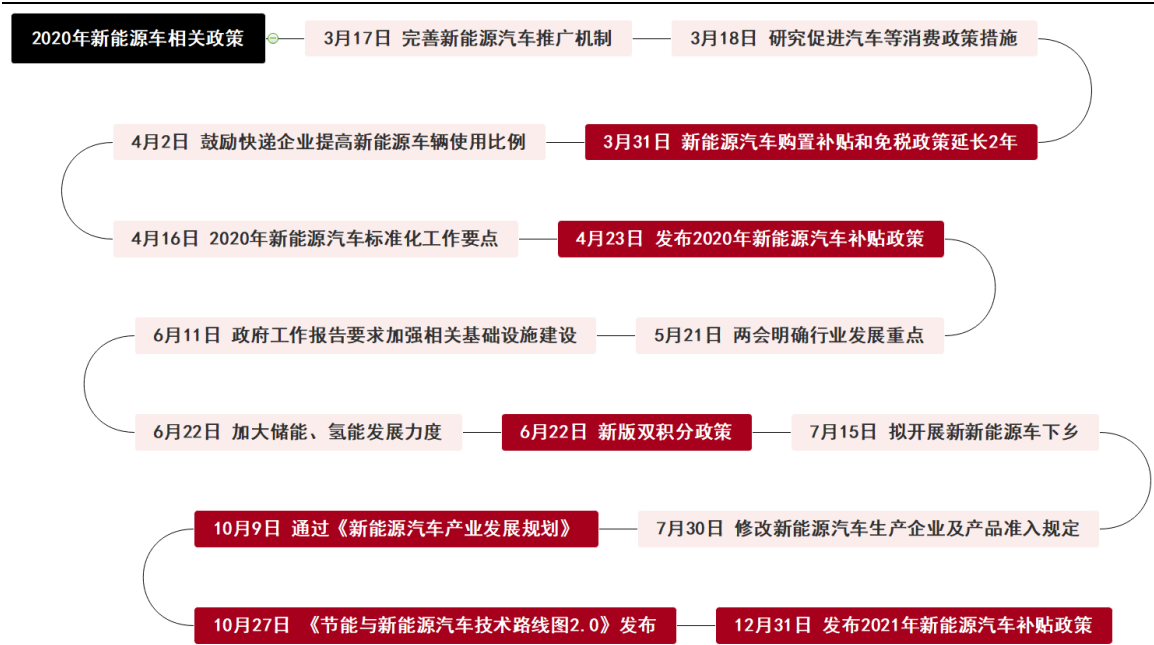 2020年新能源车相关政策
3月17日 完善新能源汽车推广机制
3月18日 研究促进汽车等消费政策措施
3月31日 新能源汽车购置补贴和免税政策延长2年
4月2日 鼓励快递企业提高新能源车辆使用比例
4月16日 2020年新能源汽车标准化工作要点
4月23日 发布2020年新能源汽车补贴政策
5月21日 两会明确行业发展重点
6月11日 政府工作报告要求加强相关基础设施建设
6月22日 加大储能、氢能发展力度
6月22日 新版双积分政策
7月15日 拟开展新新能源车下乡
7月30日 修改新能源汽车生产企业及产品准入规定
10月9日 通过《新能源汽车产业发展规划》
10月27日 《节能与新能源汽车技术路线图2.0》发布
12月31日 发布2021年新能源汽车补贴政策